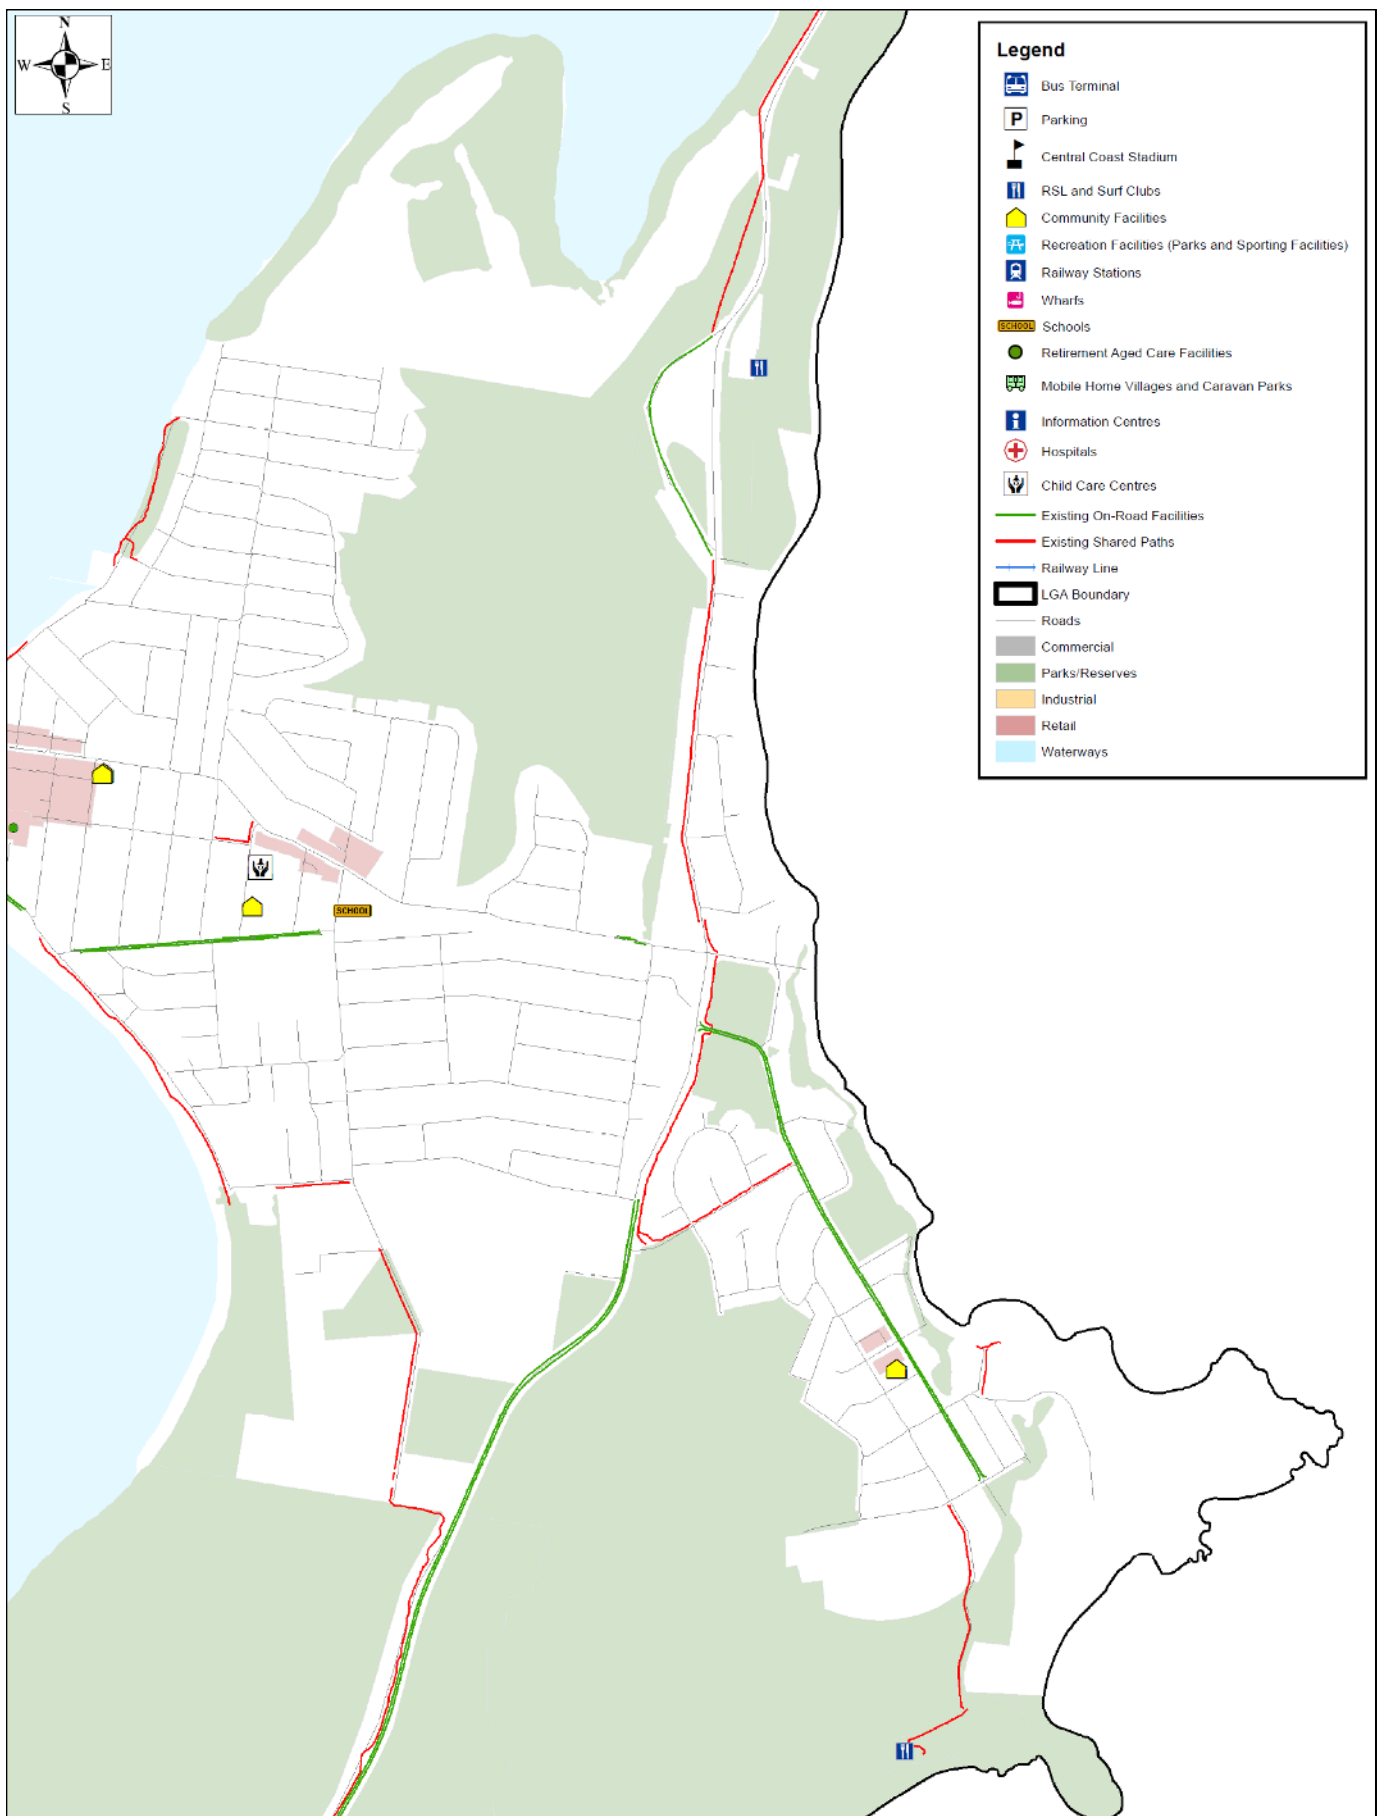 N
W E
S
Legend
Bus Terminal
P Parking
Central Coast Stadium
RSL and Surf Clubs
Community Facilities
Recreation Facilities (Parks and Sporting Facilities)
Railway Stations
Wharfs
SCHOOL Schools
Retirement Aged Care Facilities
Mobile Home Villages and Caravan Parks
i Information Centres
Hospitals
Child Care Centres
Existing On-Road Facilities
Existing Shared Paths
Railway Line
LGA Boundary
Roads
Commercial
Parks/Reserves
Industrial
Retail
Waterways
SCHOOL